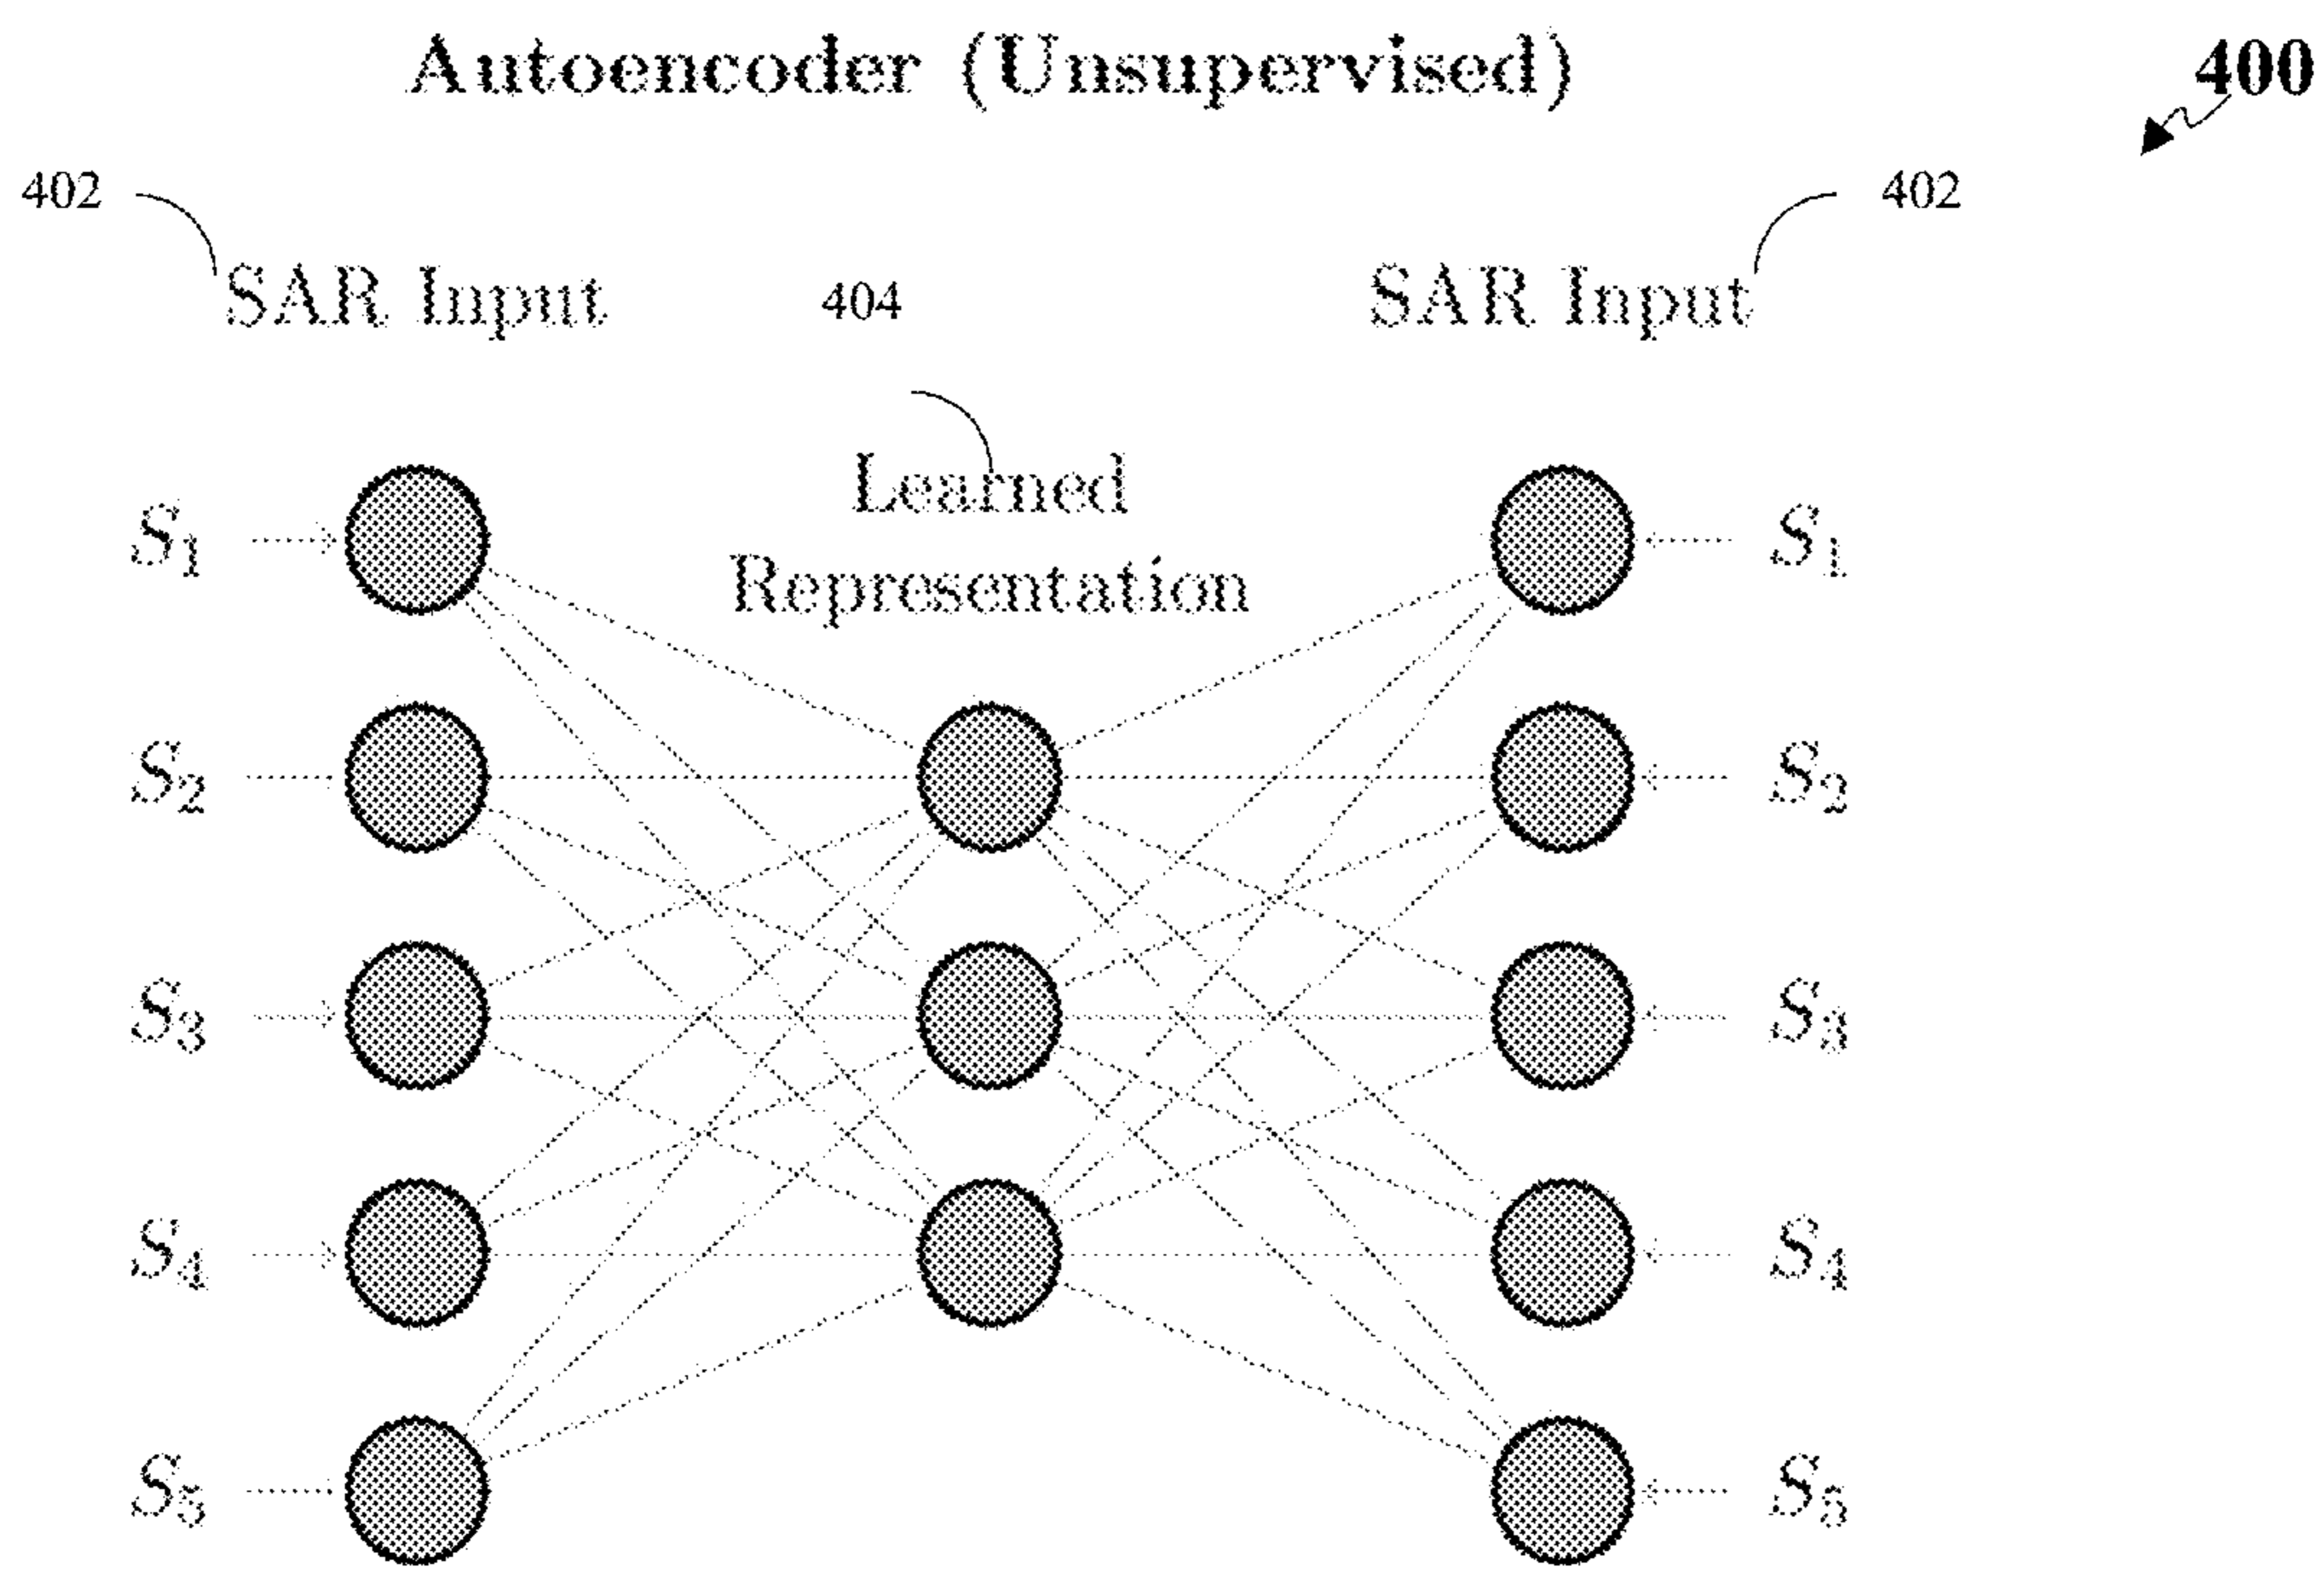 Autoencoder (Unsupervised)
400
402
402
SAR Input
404
SAR Input
Learned
Representation
S₁
S₁
S₂
S₂
S₃
S₃
S₄
S₄
S₅
S₅